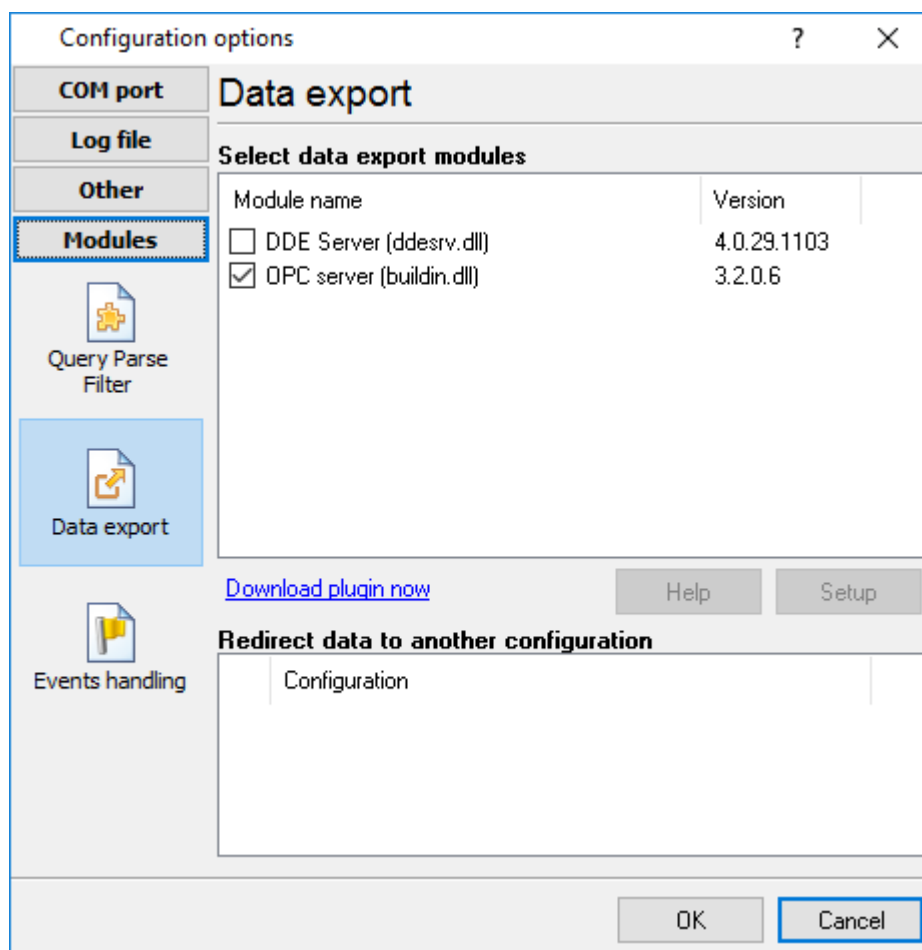 Configuration options
?
COM port
Log file
Other
Modules
Query Parse
Filter
Data export
Events handling
Data export
Select data export modules
Module name Version
DDE Server (ddesrv.dll) 4.0.29.1103
OPC server (buildin.dll) 3.2.0.6
Download plugin now
Help
Setup
Redirect data to another configuration
Configuration
OK
Cancel